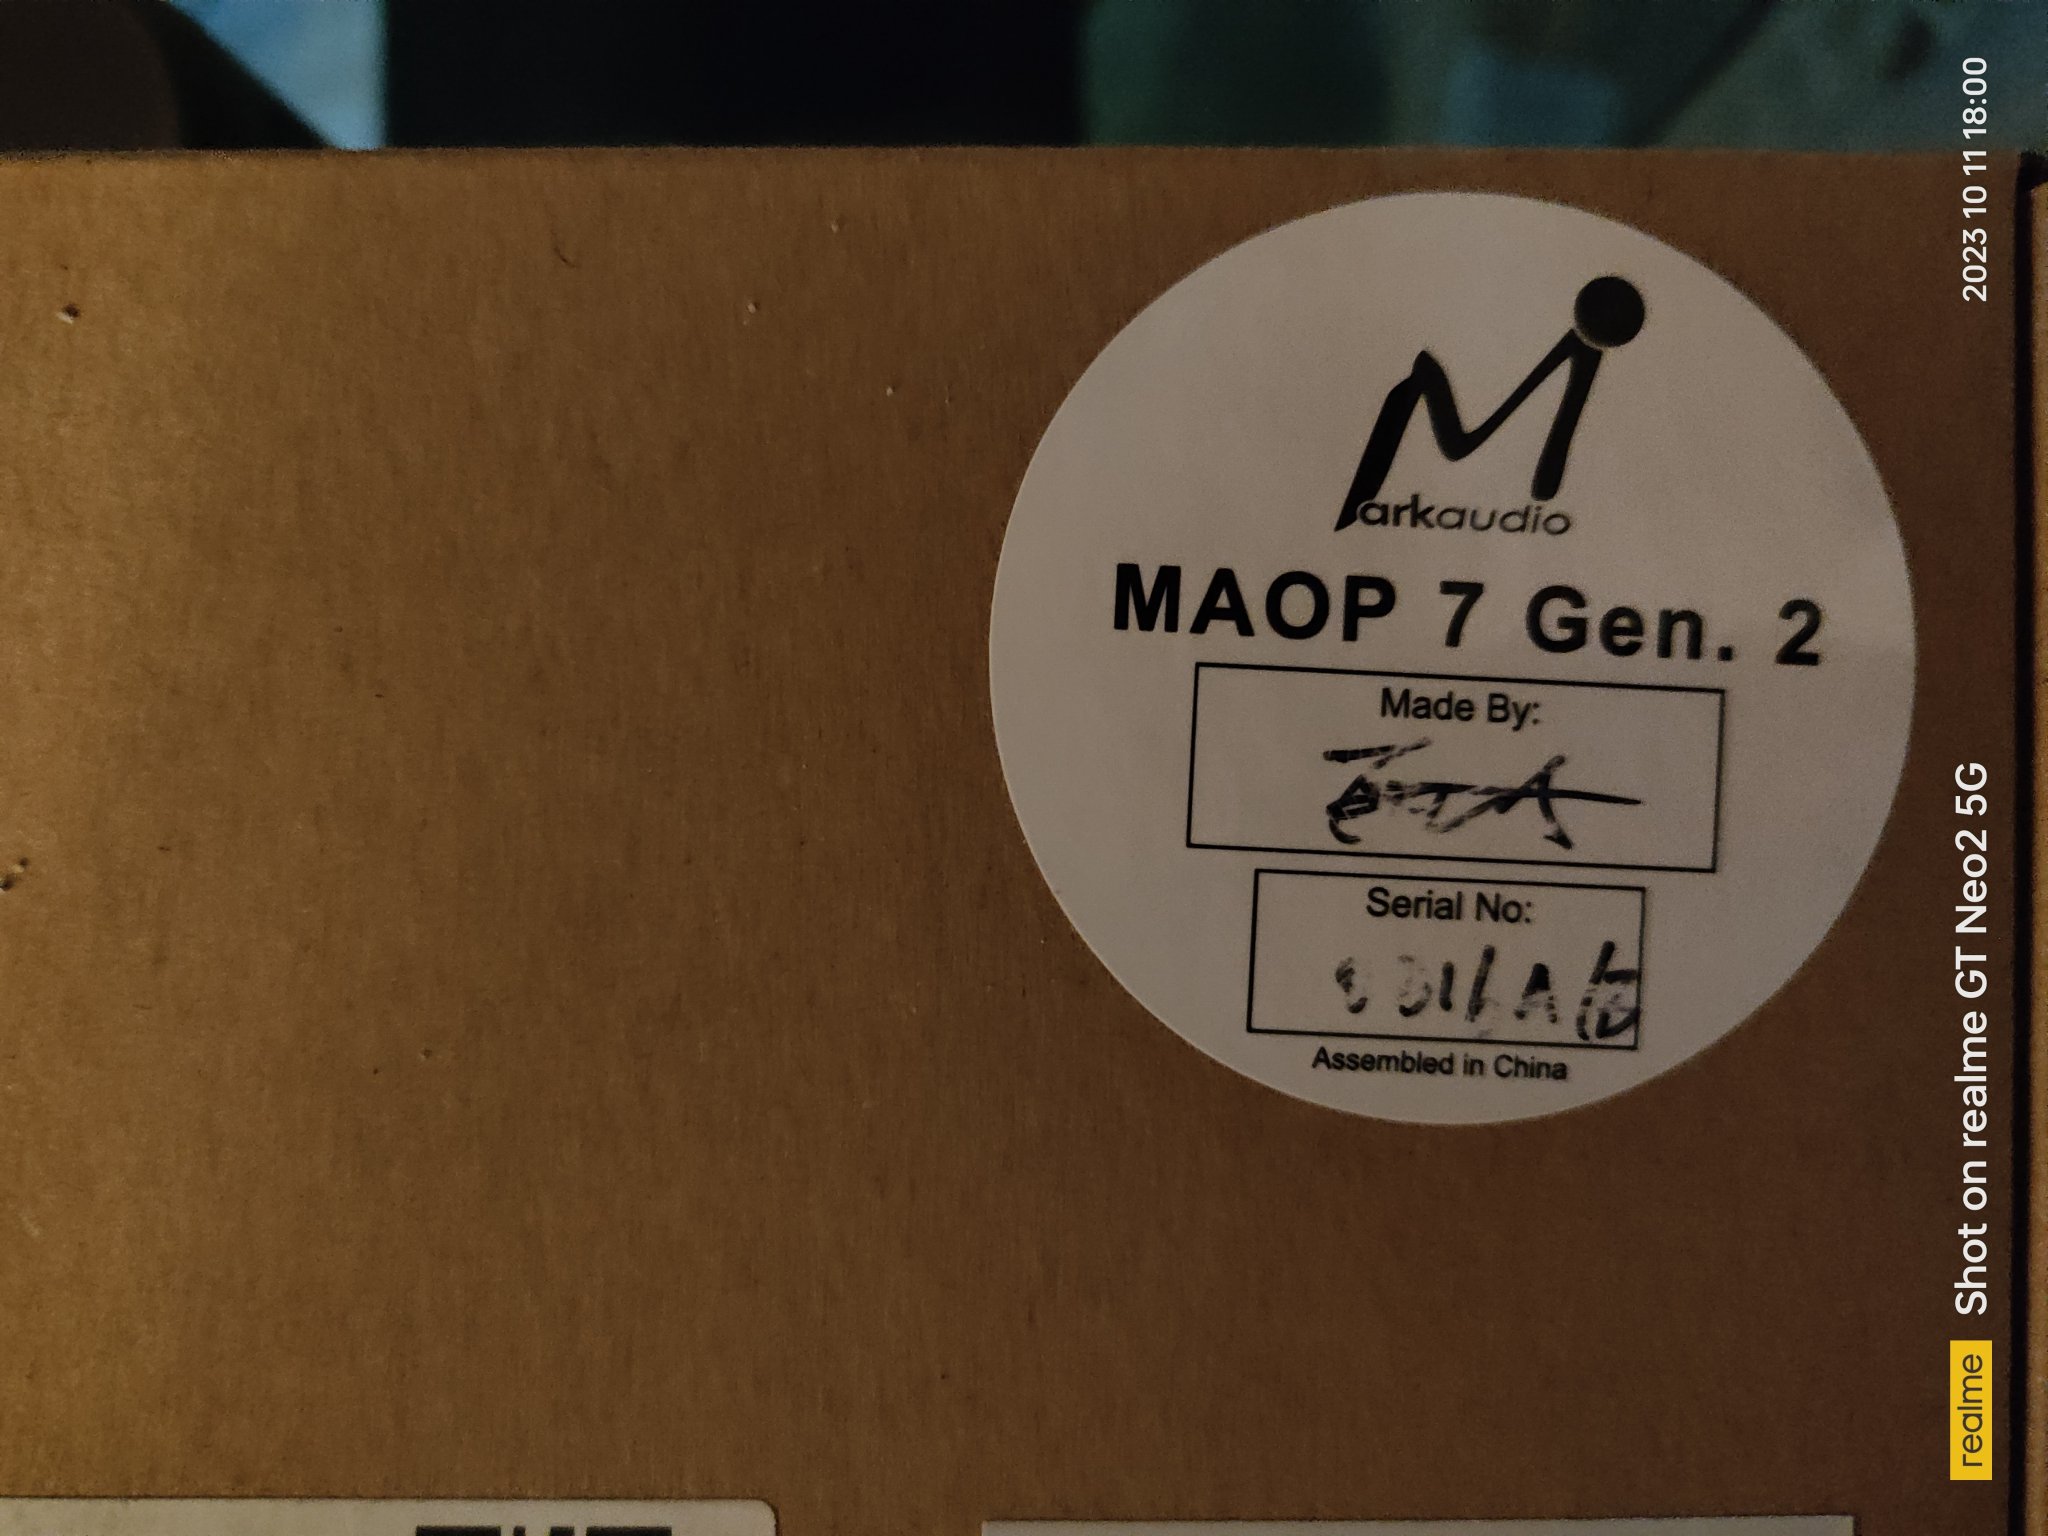 Markaudio
MAOP 7 Gen. 2
Made By:
Serial No:
Assembled in China
2023 10 11 18:00
realme Shot on realme GT Neo2 5G